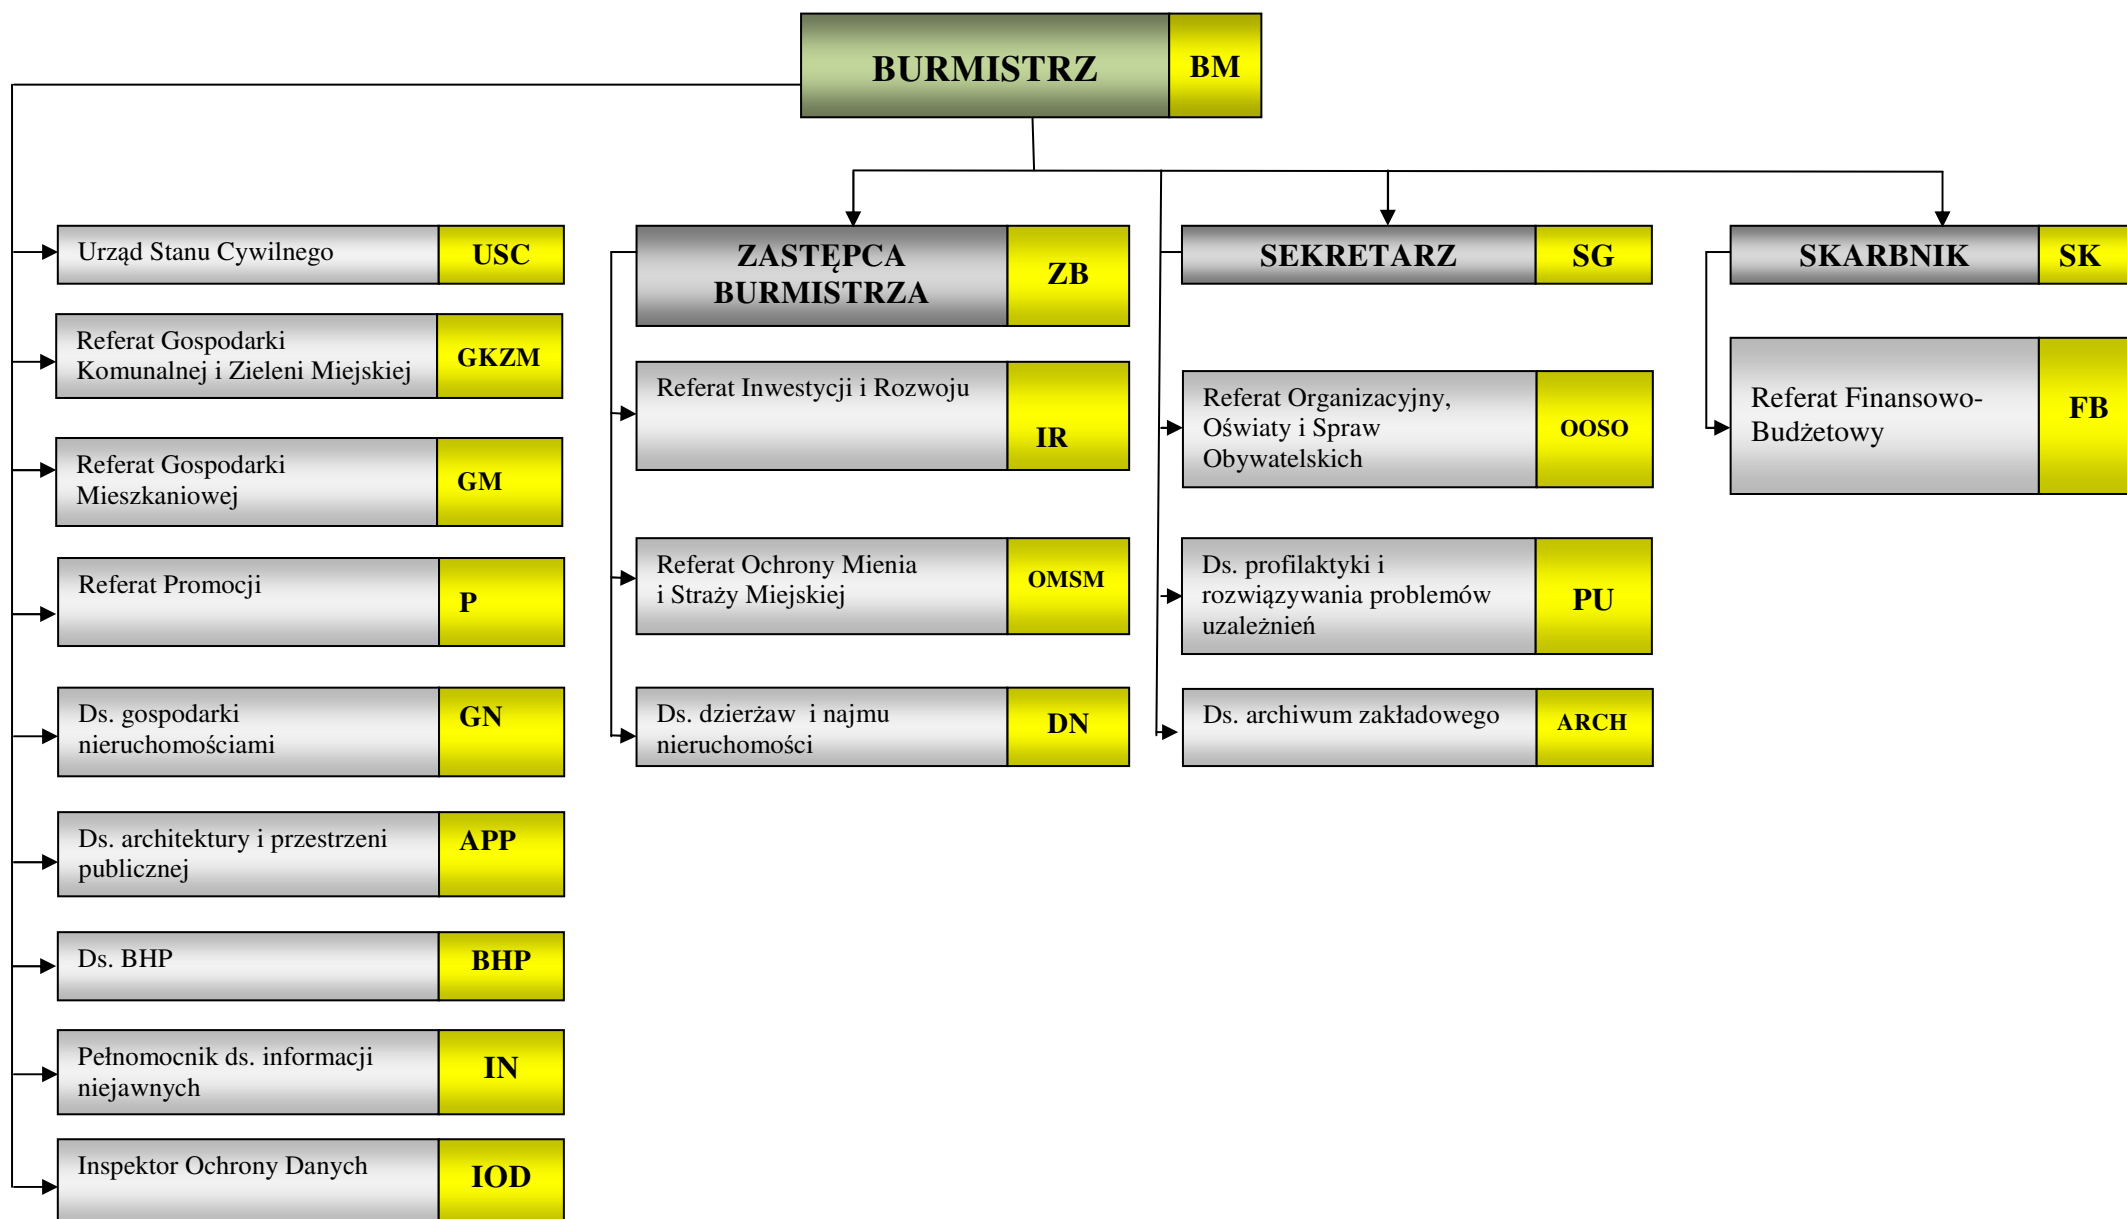 BURMISTRZ
BM
Urząd Stanu Cywilnego
USC
Referat Gospodarki
Komunalnej i Zieleni Miejskiej
GKZM
Referat Gospodarki
Mieszkaniowej
GM
Referat Promocji
P
Ds. gospodarki
nieruchomościami
GN
Ds. architektury i przestrzeni
publicznej
APP
Ds. BHP
BHP
Pełnomocnik ds. informacji
niejawnych
IN
Inspektor Ochrony Danych
IOD
ZASTĘPCA
BURMISTRZA
ZB
Referat Inwestycji i Rozwoju
IR
Referat Ochrony Mienia
i Straży Miejskiej
OMSM
Ds. dzierżaw i najmu
nieruchomości
DN
SEKRETARZ
SG
Referat Organizacyjny,
Oświaty i Spraw
Obywatelskich
OOSO
Ds. profilaktyki i
rozwiązywania problemów
uzależnień
PU
Ds. archiwum zakładowego
ARCH
SKARBNIK
SK
Referat Finansowo-
Budżetowy
FB